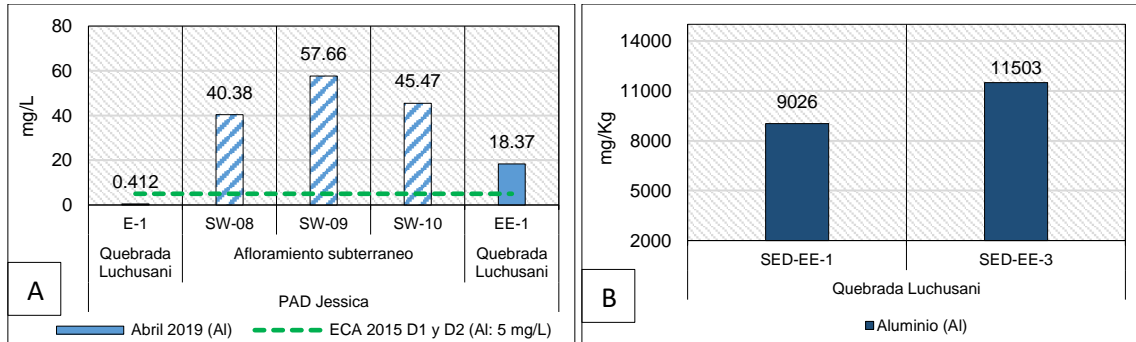 80
60
40
20
0
mg/L
0.412
40.38
57.66
45.47
18.37
E-1
SW-08
SW-09
SW-10
EE-1
Quebrada
Luchusani
Afloramiento subterraneo
Quebrada
Luchusani
PAD Jessica
A
Abril 2019 (Al)
ECA 2015 D1 y D2 (Al: 5 mg/L)
14000
11000
8000
5000
2000
mg/Kg
9026
11503
SED-EE-1
SED-EE-3
Quebrada Luchusani
B
Aluminio (Al)